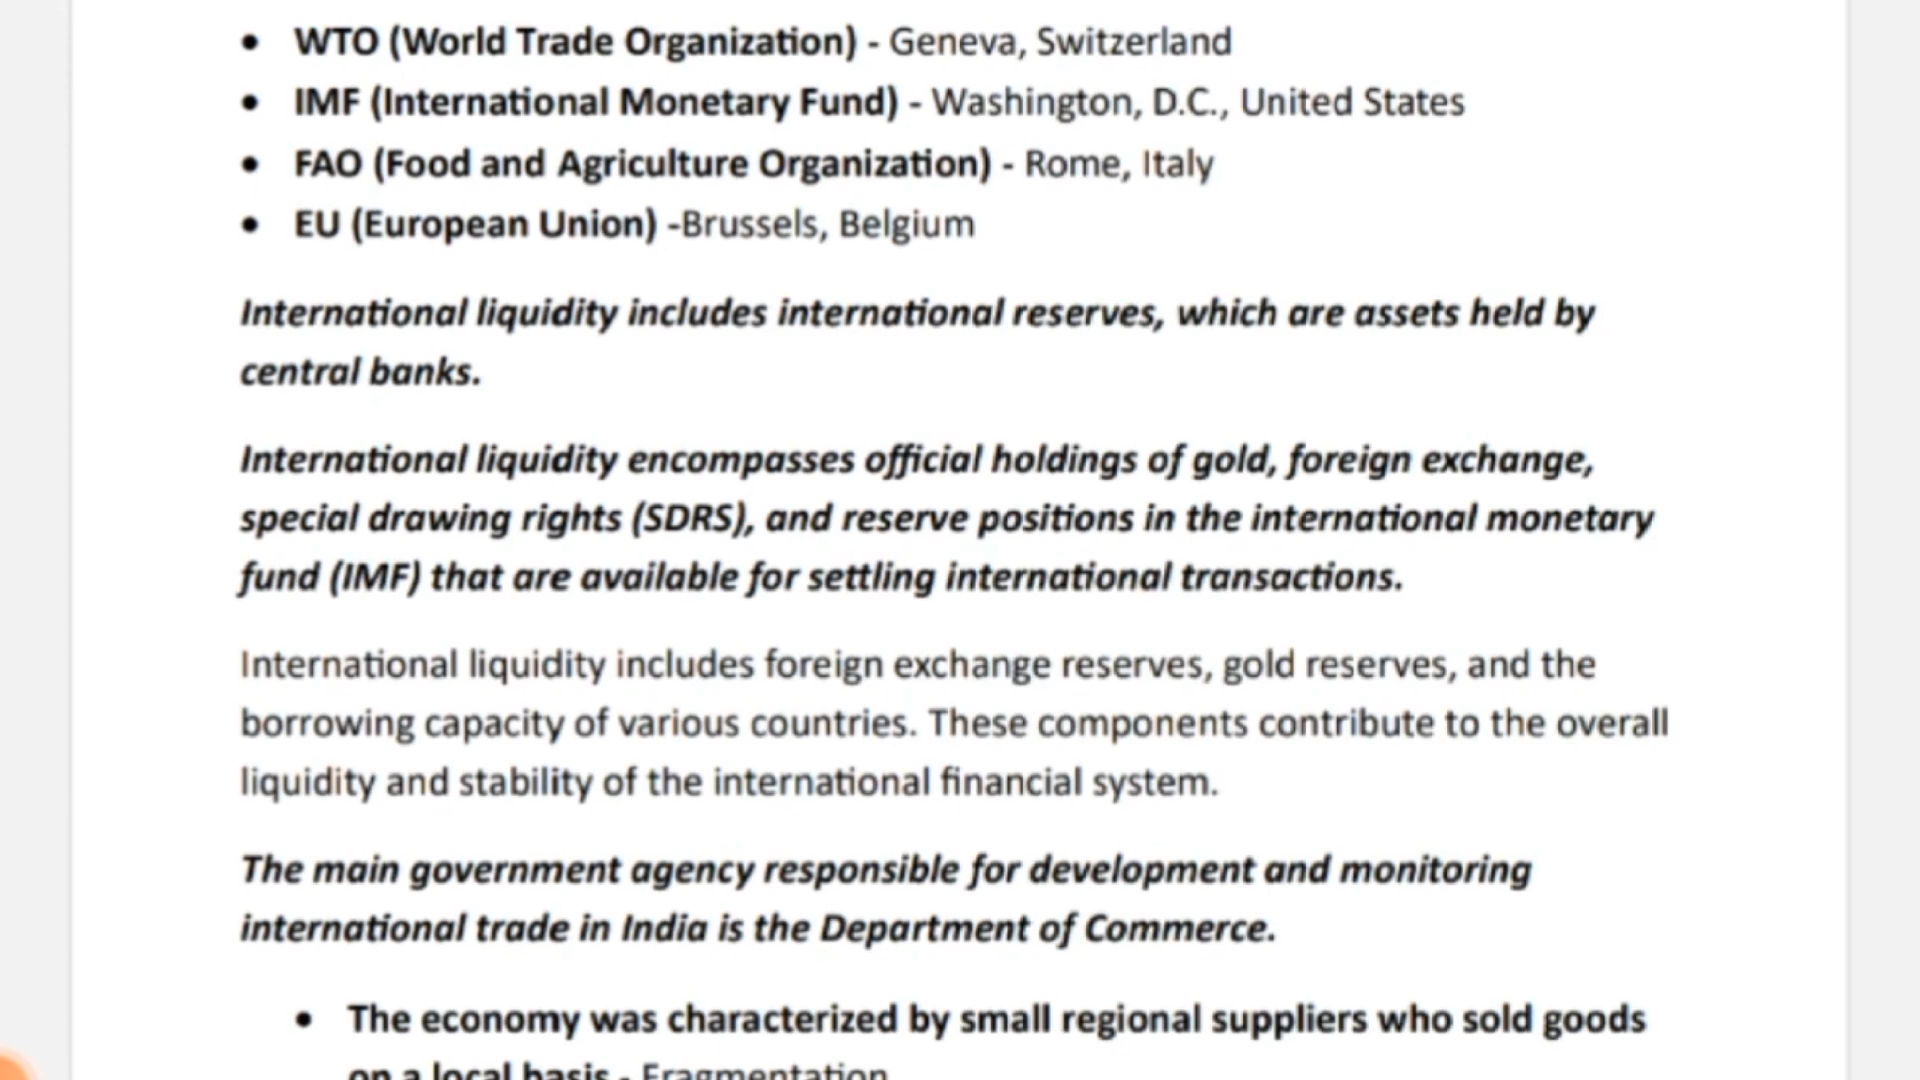 • WTO (World Trade Organization) - Geneva, Switzerland
• IMF (International Monetary Fund) - Washington, D.C., United States
• FAO (Food and Agriculture Organization) - Rome, Italy
• EU (European Union) -Brussels, Belgium
International liquidity includes international reserves, which are assets held by
central banks.
International liquidity encompasses official holdings of gold, foreign exchange,
special drawing rights (SDRS), and reserve positions in the international monetary
fund (IMF) that are available for settling international transactions.
International liquidity includes foreign exchange reserves, gold reserves, and the
borrowing capacity of various countries. These components contribute to the overall
liquidity and stability of the international financial system.
The main government agency responsible for development and monitoring
international trade in India is the Department of Commerce.
• The economy was characterized by small regional suppliers who sold goods
on a local basis - Fragmentation